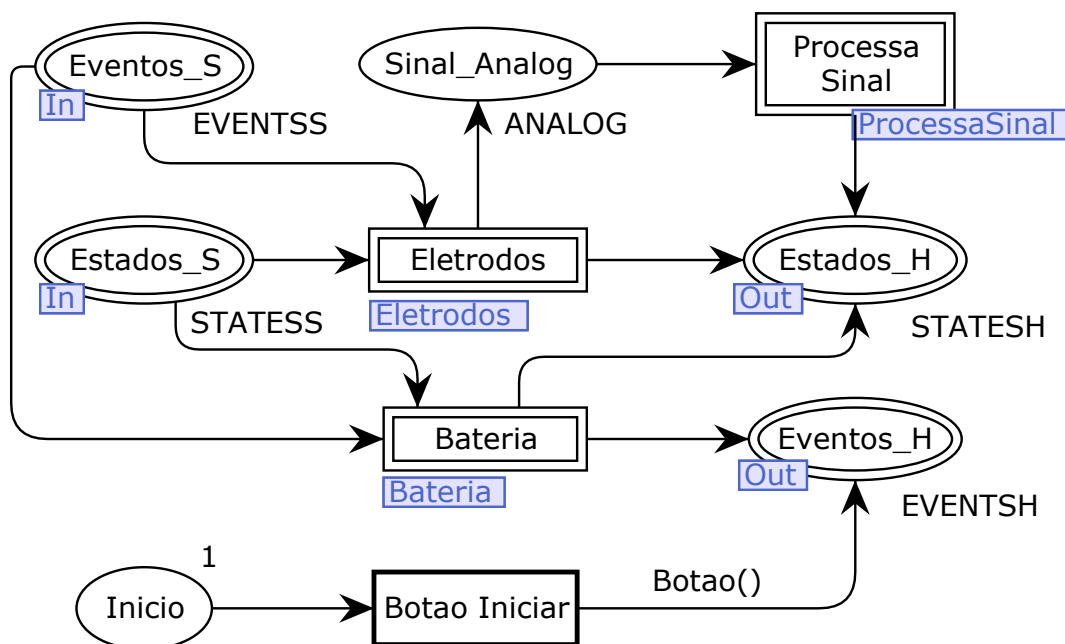 Eventos_S
In
EVENTSS
Sinal_Analog
ANALOG
Processa
Sinal
ProcessaSinal
Estados_S
In
STATESS
Eletrodos
Eletrodos
Estados_H
Out
STATESH
Bateria
Bateria
Eventos_H
Out
EVENTSH
1
Inicio
Botao Iniciar
Botao()